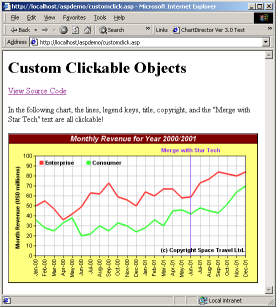 http://localhost/aspdemo/customclick.asp - Microsoft Internet Explorer
File Edit View Favorites Tools Help
Back Search Links ChartDirector Ver 3.0 Test
Address http://localhost/aspdemo/customclick.asp
Custom Clickable Objects
View Source Code
In the following chart, the lines, legend keys, title, copyright, and the "Merge with
Star Tech" text are all clickable!
Monthly Revenue for Year 2000/2001
Merge with Star Tech
Enterprise Consumer
Month Revenue (USD millions)
100
90
80
70
60
50
40
30
20
10
0
(c) Copyright Space Travel Ltd.
Jan-00 Feb-00 Mar-00 Apr-00 May-00 Jun-00 Jul-00 Aug-00 Sep-00 Oct-00 Nov-00 Dec-00 Jan-01 Feb-01 Mar-01 Apr-01 May-01 Jun-01 Jul-01 Aug-01 Sep-01 Oct-01 Nov-01 Dec-01
Local intranet